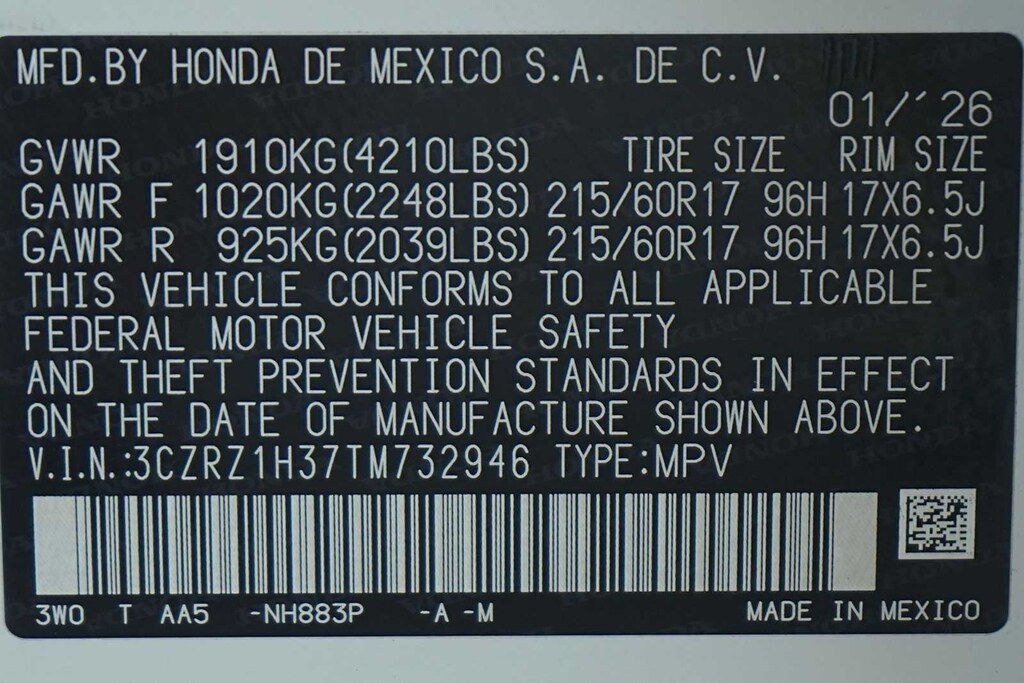 MFD.BY HONDA DE MEXICO S.A. DE C.V.
01/'26
GVWR 1910KG(4210LBS) TIRE SIZE RIM SIZE
GAWR F 1020KG(2248LBS) 215/60R17 96H 17X6.5J
GAWR R 925KG(2039LBS) 215/60R17 96H 17X6.5J
THIS VEHICLE CONFORMS TO ALL APPLICABLE
FEDERAL MOTOR VEHICLE SAFETY
AND THEFT PREVENTION STANDARDS IN EFFECT
ON THE DATE OF MANUFACTURE SHOWN ABOVE.
V.I.N.:3CZRZ1H37TM732946 TYPE:MPV
3W0 T AA5 -NH883P -A -M MADE IN MEXICO